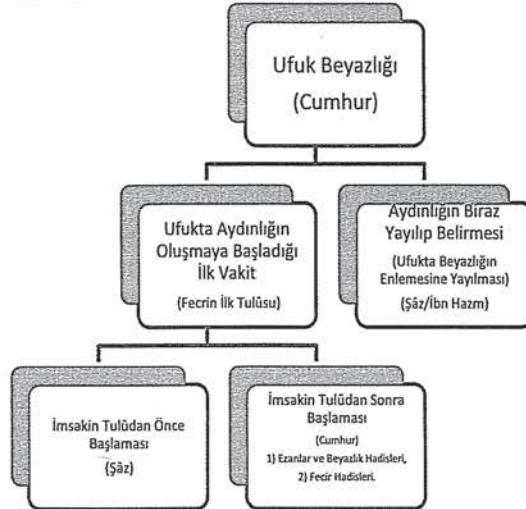 Ufuk Beyazlığı
(Cumhur)
Ufukta Aydınlığın
Oluşmaya Başladığı
İlk Vakit
(Fecrin İlk Tulûsu)
Aydınlığın Biraz
Yayılıp Belirmesi
(Ufukta Beyazlığın
Enlemesine Yayılması)
(Şâz/İbn Hazm)
İmsakin Tulûdan Önce
Başlaması
(Şâz)
İmsakin Tulûdan Sonra
Başlaması
(Cumhur)
1) Ezanlar ve Beyazlık Hadisleri,
2) Fecir Hadisleri.